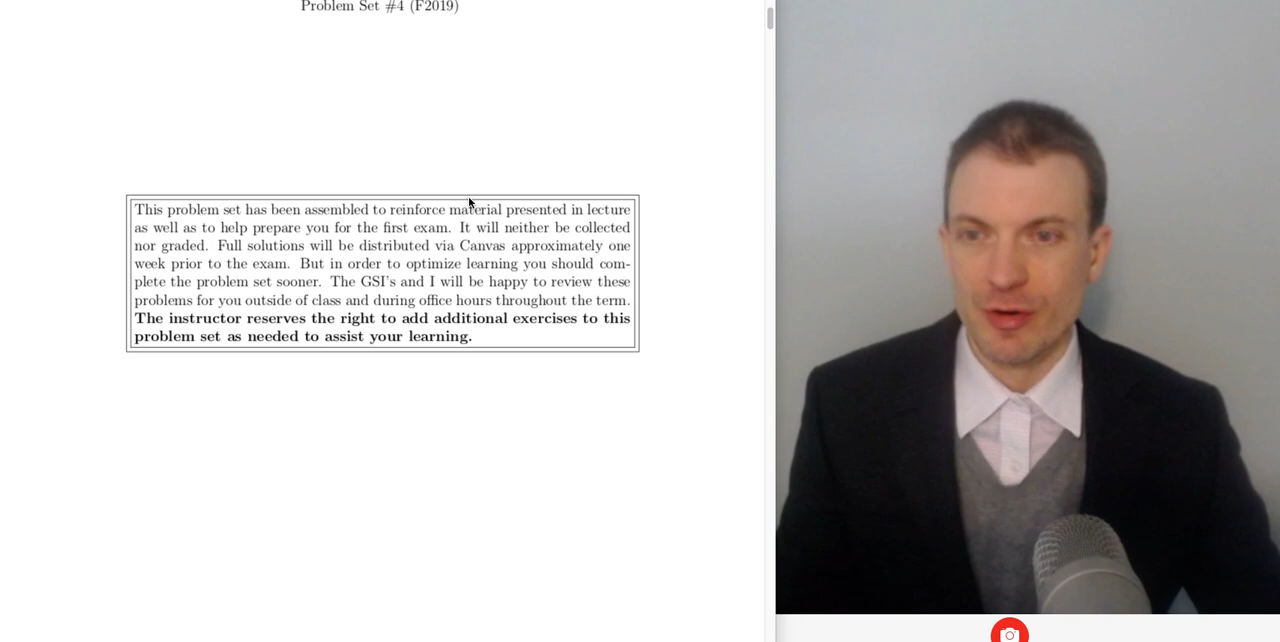 Problem Set #4 (F2019)
This problem set has been assembled to reinforce material presented in lecture
as well as to help prepare you for the first exam. It will neither be collected
nor graded. Full solutions will be distributed via Canvas approximately one
week prior to the exam. But in order to optimize learning you should com-
plete the problem set sooner. The GSI's and I will be happy to review these
problems for you outside of class and during office hours throughout the term.
The instructor reserves the right to add additional exercises to this
problem set as needed to assist your learning.